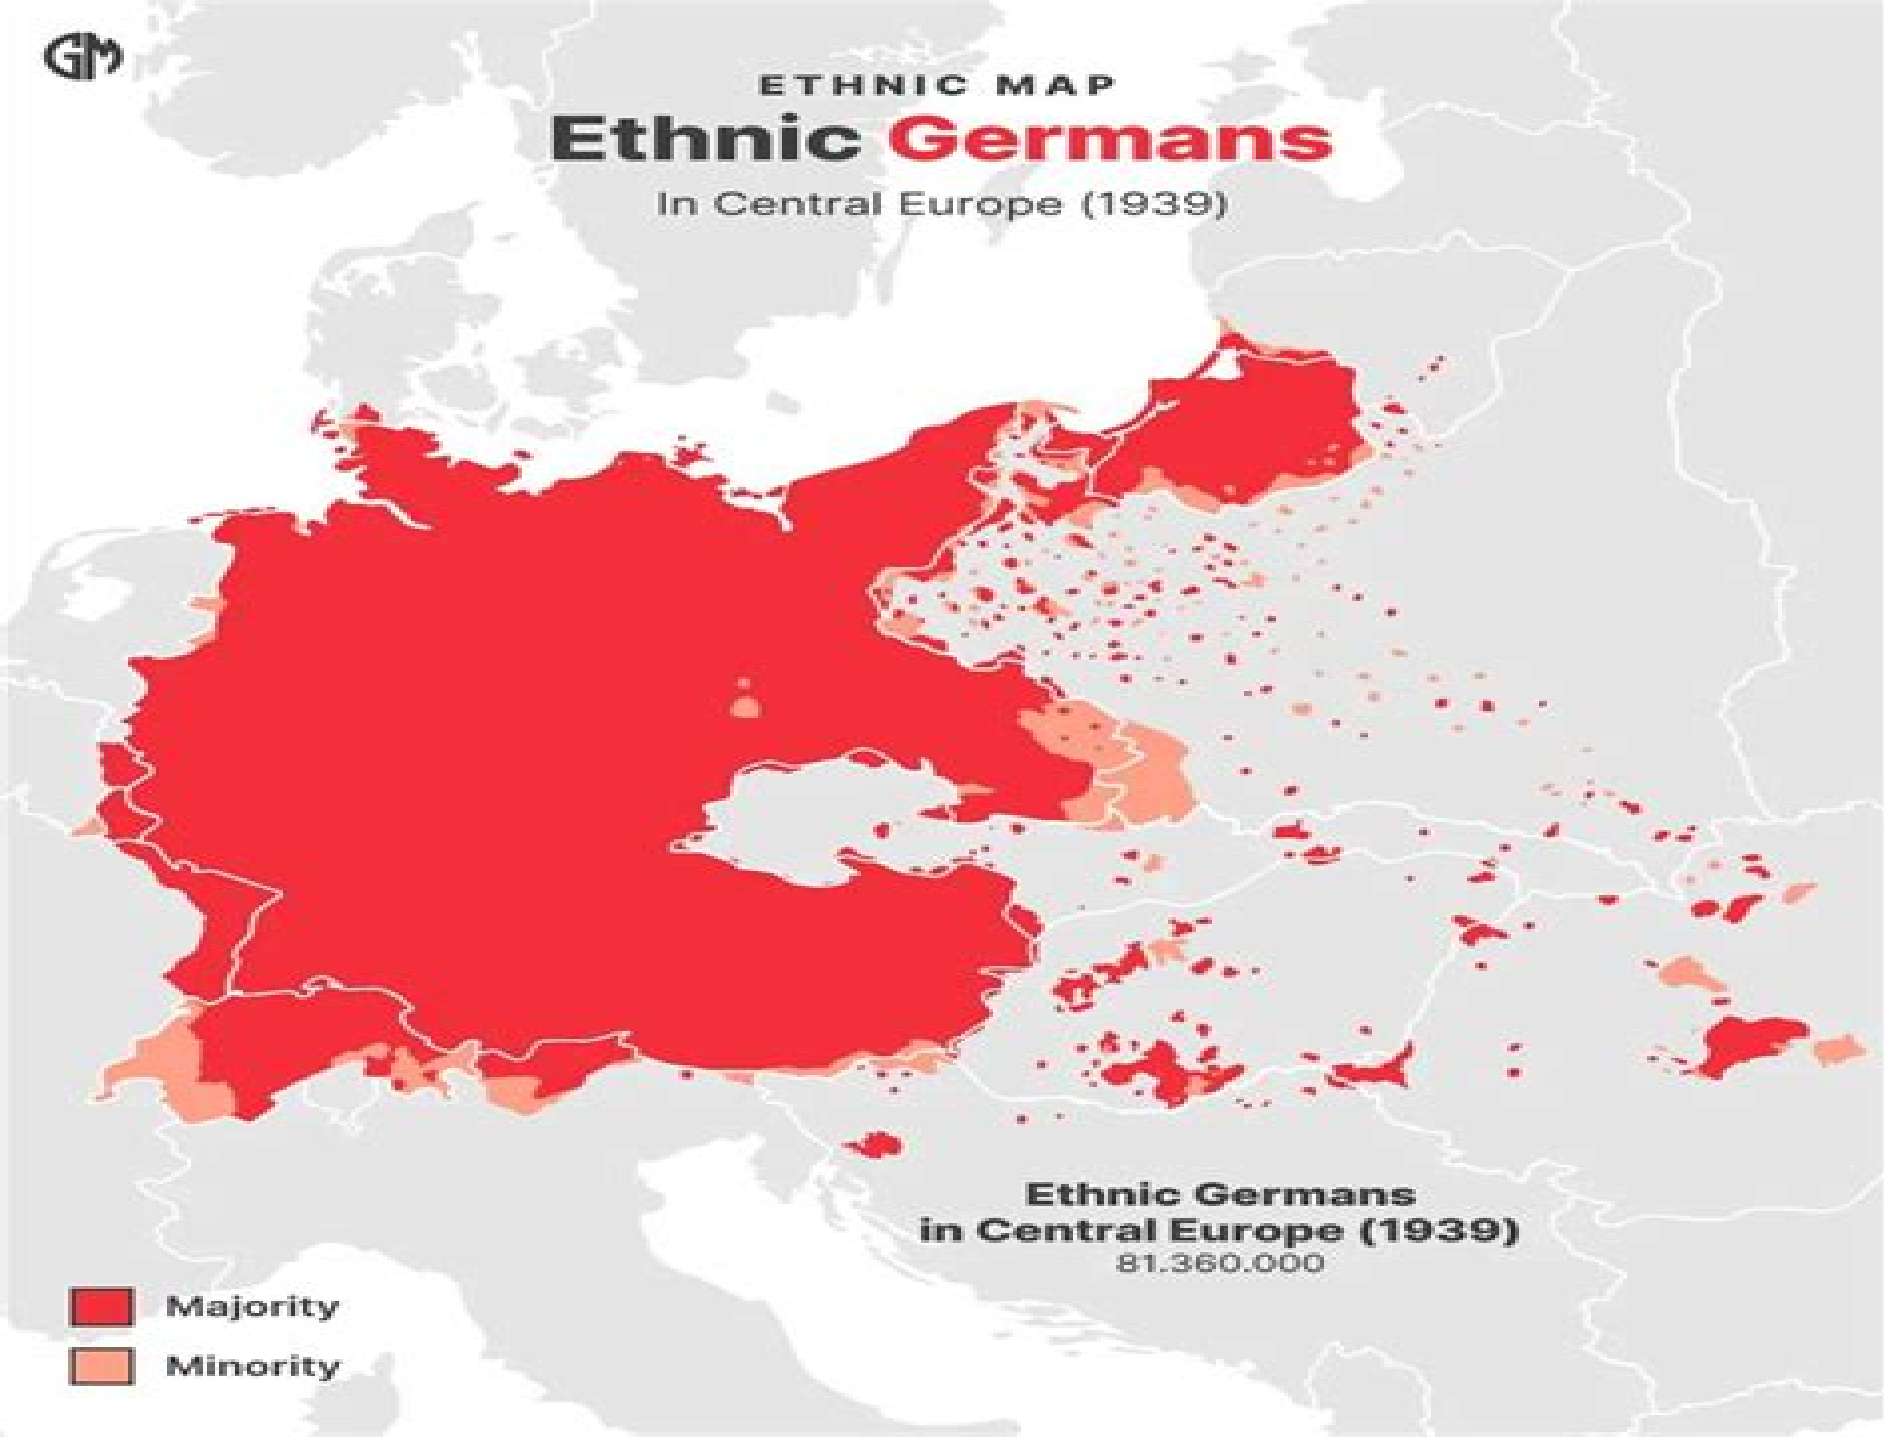 GM
ETHNIC MAP
Ethnic Germans
In Central Europe (1939)
Ethnic Germans
in Central Europe (1939)
81.360.000
Majority
Minority